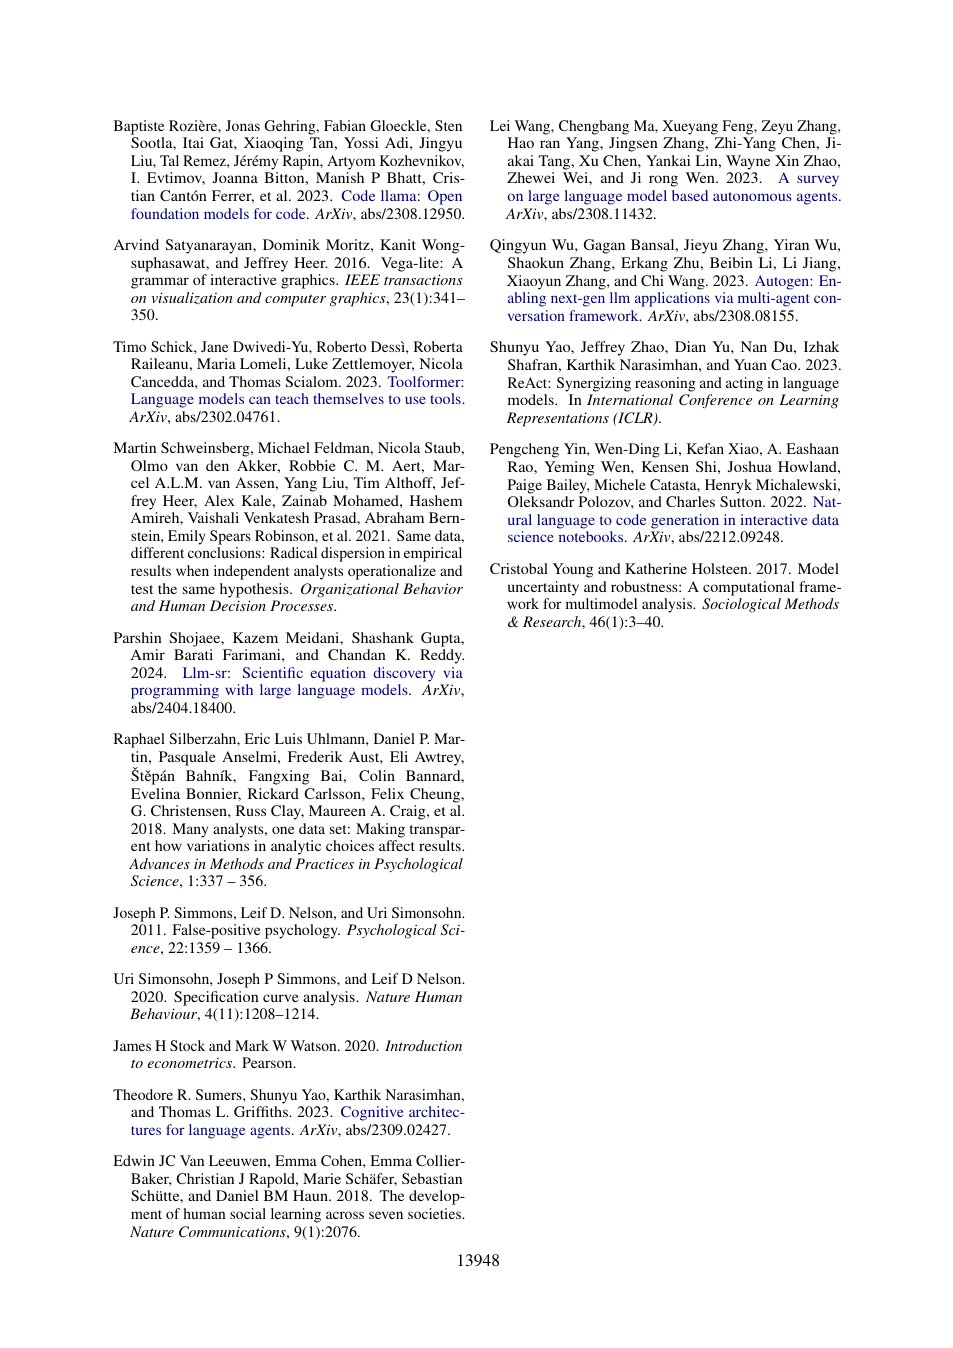 Baptiste Rozière, Jonas Gehring, Fabian Gloeckle, Sten
Sootla, Itai Gat, Xiaoqing Tan, Yossi Adi, Jingyu
Liu, Tal Remez, Jérémy Rapin, Artyom Kozhevnikov,
I. Evtimov, Joanna Bitton, Manish P Bhatt, Cris-
tian Cantón Ferrer, et al. 2023. Code llama: Open
foundation models for code. ArXiv, abs/2308.12950.
Arvind Satyanarayan, Dominik Moritz, Kanit Wong-
suphasawat, and Jeffrey Heer. 2016. Vega-lite: A
grammar of interactive graphics. IEEE transactions
on visualization and computer graphics, 23(1):341–
350.
Timo Schick, Jane Dwivedi-Yu, Roberto Dessì, Roberta
Raileanu, Maria Lomeli, Luke Zettlemoyer, Nicola
Cancedda, and Thomas Scialom. 2023. Toolformer:
Language models can teach themselves to use tools.
ArXiv, abs/2302.04761.
Martin Schweinsberg, Michael Feldman, Nicola Staub,
Olmo van den Akker, Robbie C. M. Aert, Mar-
cel A.L.M. van Assen, Yang Liu, Tim Althoff, Jef-
frey Heer, Alex Kale, Zainab Mohamed, Hashem
Amireh, Vaishali Venkatesh Prasad, Abraham Bern-
stein, Emily Spears Robinson, et al. 2021. Same data,
different conclusions: Radical dispersion in empirical
results when independent analysts operationalize and
test the same hypothesis. Organizational Behavior
and Human Decision Processes.
Parshin Shojaee, Kazem Meidani, Shashank Gupta,
Amir Barati Farimani, and Chandan K. Reddy.
2024. Llm-sr: Scientific equation discovery via
programming with large language models. ArXiv,
abs/2404.18400.
Raphael Silberzahn, Eric Luis Uhlmann, Daniel P. Mar-
tin, Pasquale Anselmi, Frederik Aust, Eli Awtrey,
Štěpán Bahník, Fangxing Bai, Colin Bannard,
Evelina Bonnier, Rickard Carlsson, Felix Cheung,
G. Christensen, Russ Clay, Maureen A. Craig, et al.
2018. Many analysts, one data set: Making transpar-
ent how variations in analytic choices affect results.
Advances in Methods and Practices in Psychological
Science, 1:337 – 356.
Joseph P. Simmons, Leif D. Nelson, and Uri Simonsohn.
2011. False-positive psychology. Psychological Sci-
ence, 22:1359 – 1366.
Uri Simonsohn, Joseph P Simmons, and Leif D Nelson.
2020. Specification curve analysis. Nature Human
Behaviour, 4(11):1208–1214.
James H Stock and Mark W Watson. 2020. Introduction
to econometrics. Pearson.
Theodore R. Sumers, Shunyu Yao, Karthik Narasimhan,
and Thomas L. Griffiths. 2023. Cognitive architec-
tures for language agents. ArXiv, abs/2309.02427.
Edwin JC Van Leeuwen, Emma Cohen, Emma Collier-
Baker, Christian J Rapold, Marie Schäfer, Sebastian
Schütte, and Daniel BM Haun. 2018. The develop-
ment of human social learning across seven societies.
Nature Communications, 9(1):2076.
Lei Wang, Chengbang Ma, Xueyang Feng, Zeyu Zhang,
Hao ran Yang, Jingsen Zhang, Zhi-Yang Chen, Ji-
akai Tang, Xu Chen, Yankai Lin, Wayne Xin Zhao,
Zhewei Wei, and Ji rong Wen. 2023. A survey
on large language model based autonomous agents.
ArXiv, abs/2308.11432.
Qingyun Wu, Gagan Bansal, Jieyu Zhang, Yiran Wu,
Shaokun Zhang, Erkang Zhu, Beibin Li, Li Jiang,
Xiaoyun Zhang, and Chi Wang. 2023. Autogen: En-
abling next-gen llm applications via multi-agent con-
versation framework. ArXiv, abs/2308.08155.
Shunyu Yao, Jeffrey Zhao, Dian Yu, Nan Du, Izhak
Shafran, Karthik Narasimhan, and Yuan Cao. 2023.
ReAct: Synergizing reasoning and acting in language
models. In International Conference on Learning
Representations (ICLR).
Pengcheng Yin, Wen-Ding Li, Kefan Xiao, A. Eashaan
Rao, Yeming Wen, Kensen Shi, Joshua Howland,
Paige Bailey, Michele Catasta, Henryk Michalewski,
Oleksandr Polozov, and Charles Sutton. 2022. Nat-
ural language to code generation in interactive data
science notebooks. ArXiv, abs/2212.09248.
Cristobal Young and Katherine Holsteen. 2017. Model
uncertainty and robustness: A computational frame-
work for multimodel analysis. Sociological Methods
& Research, 46(1):3–40.
13948